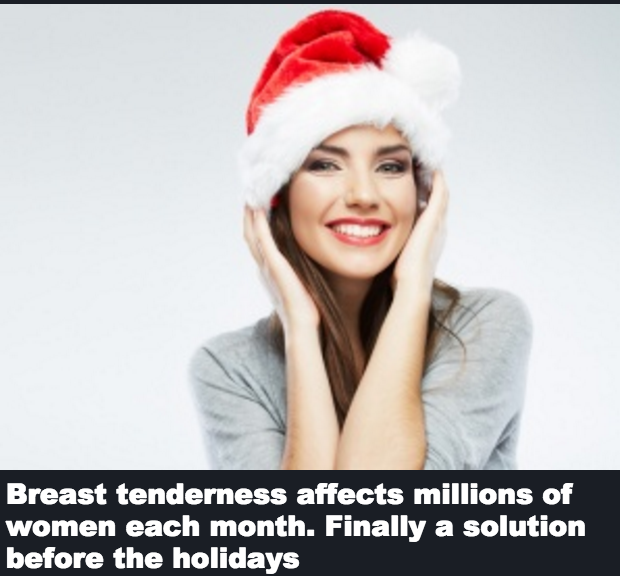 Breast tenderness affects millions of
women each month. Finally a solution
before the holidays